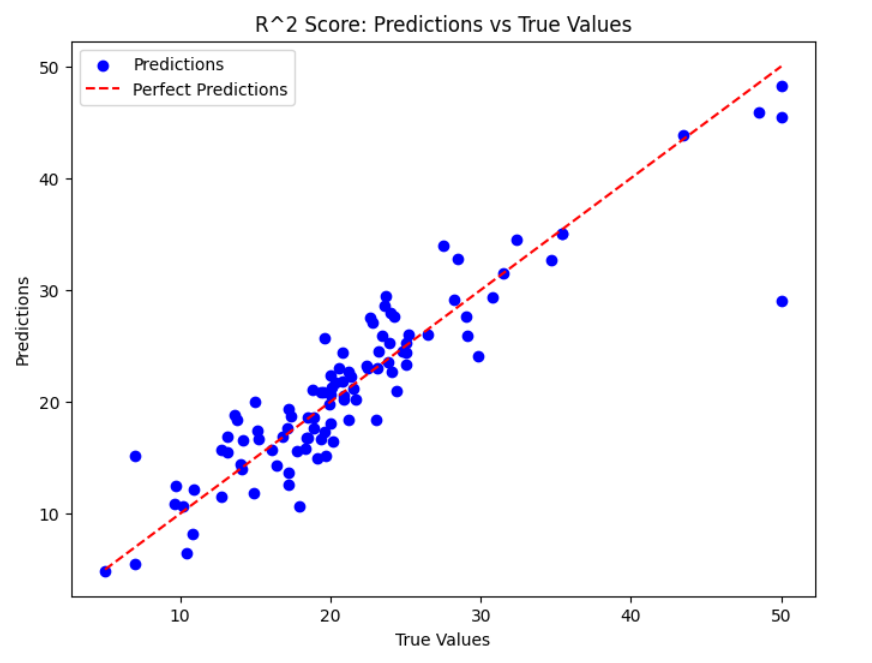 R^2 Score: Predictions vs True Values
Predictions
Perfect Predictions
50
40
30
20
10
Predictions
10 20 30 40 50
True Values